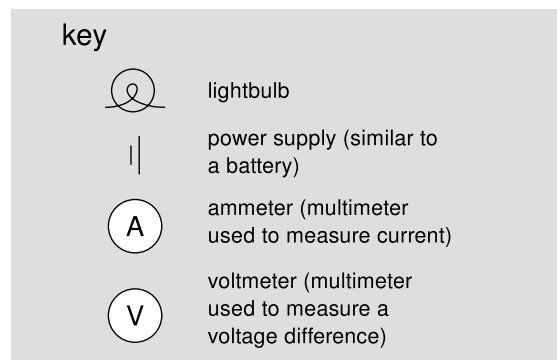 key
lightbulb
power supply (similar to
a battery)
A
ammeter (multimeter
used to measure current)
V
voltmeter (multimeter
used to measure a
voltage difference)